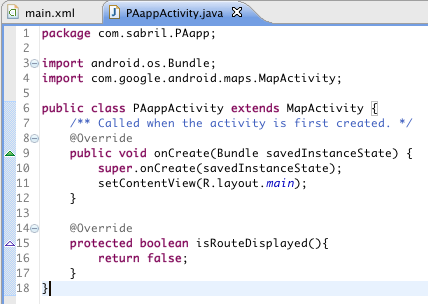 main.xml PAappActivity.java
1 package com.sabril.PAapp;
2
3 import android.os.Bundle;
4 import com.google.android.maps.MapActivity;
5
6 public class PAappActivity extends MapActivity {
7     /** Called when the activity is first created. */
8     @Override
9     public void onCreate(Bundle savedInstanceState) {
10         super.onCreate(savedInstanceState);
11         setContentView(R.layout.main);
12     }
13
14     @Override
15     protected boolean isRouteDisplayed(){
16         return false;
17     }
18 }